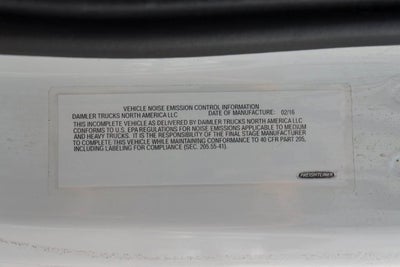 VEHICLE NOISE EMISSION CONTROL INFORMATION
DAIMLER TRUCKS NORTH AMERICA LLC DATE OF MANUFACTURE: 02/16
THIS INCOMPLETE VEHICLE AS DELIVERED BY DAIMLER TRUCKS NORTH AMERICA LLC
CONFORMS TO U.S. EPA REGULATIONS FOR NOISE EMISSIONS APPLICABLE TO MEDIUM
AND HEAVY TRUCKS. IT IS THE RESPONSIBILITY OF THE FINAL STAGE MANUFACTURER
TO COMPLETE THIS VEHICLE WHILE MAINTAINING CONFORMANCE TO 40 CFR PART 205,
INCLUDING LABELING FOR COMPLIANCE (SEC. 205.55-41).
FREIGHTLINER